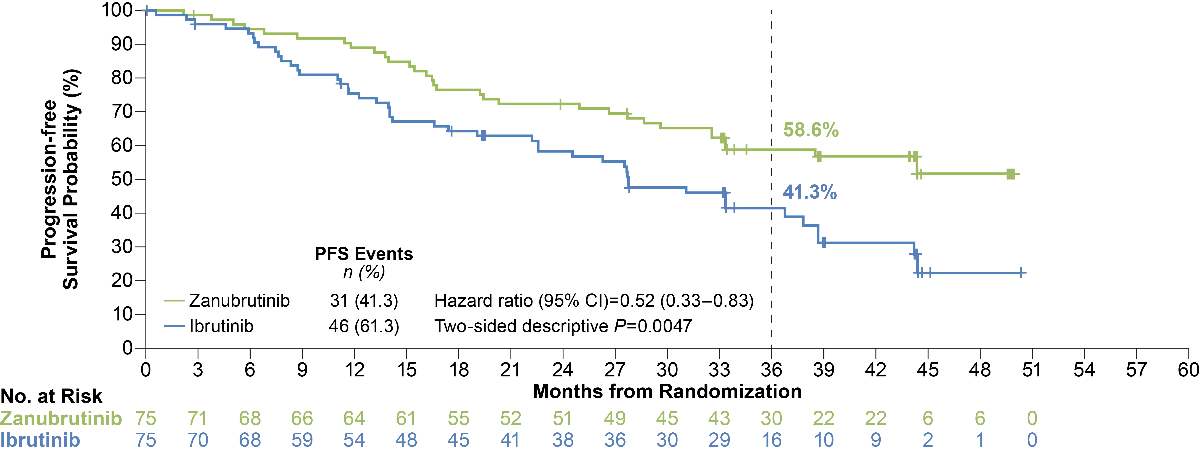 100
90
80
70
60
50
40
30
20
10
0
Progression-free
Survival Probability (%)
58.6%
41.3%
PFS Events
n (%)
Zanubrutinib 31 (41.3) Hazard ratio (95% CI)=0.52 (0.33–0.83)
Ibrutinib 46 (61.3) Two-sided descriptive P=0.0047
0 3 6 9 12 15 18 21 24 27 30 33 36 39 42 45 48 51 54 57 60
Months from Randomization
No. at Risk
Zanubrutinib 75 71 68 66 64 61 55 52 51 49 45 43 30 22 22 6 6 0
Ibrutinib 75 70 68 59 54 48 45 41 38 36 30 29 16 10 9 2 1 0